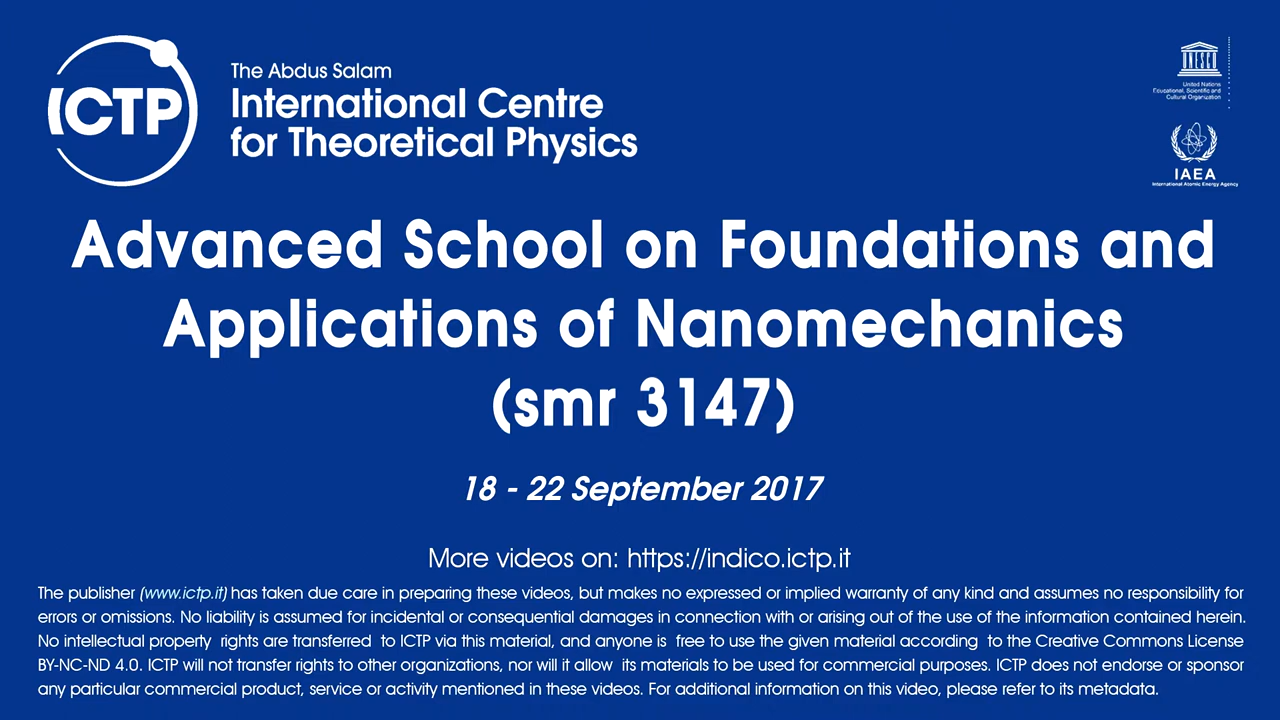 ICTP
The Abdus Salam
International Centre
for Theoretical Physics
UNESCO
United Nations
Educational, Scientific and
Cultural Organization
IAEA
International Atomic Energy Agency
Advanced School on Foundations and
Applications of Nanomechanics
(smr 3147)
18 - 22 September 2017
More videos on: https://indico.ictp.it
The publisher (www.ictp.it) has taken due care in preparing these videos, but makes no expressed or implied warranty of any kind and assumes no responsibility for
errors or omissions. No liability is assumed for incidental or consequential damages in connection with or arising out of the use of the information contained herein.
No intellectual property rights are transferred to ICTP via this material, and anyone is free to use the given material according to the Creative Commons License
BY-NC-ND 4.0. ICTP will not transfer rights to other organizations, nor will it allow its materials to be used for commercial purposes. ICTP does not endorse or sponsor
any particular commercial product, service or activity mentioned in these videos. For additional information on this video, please refer to its metadata.